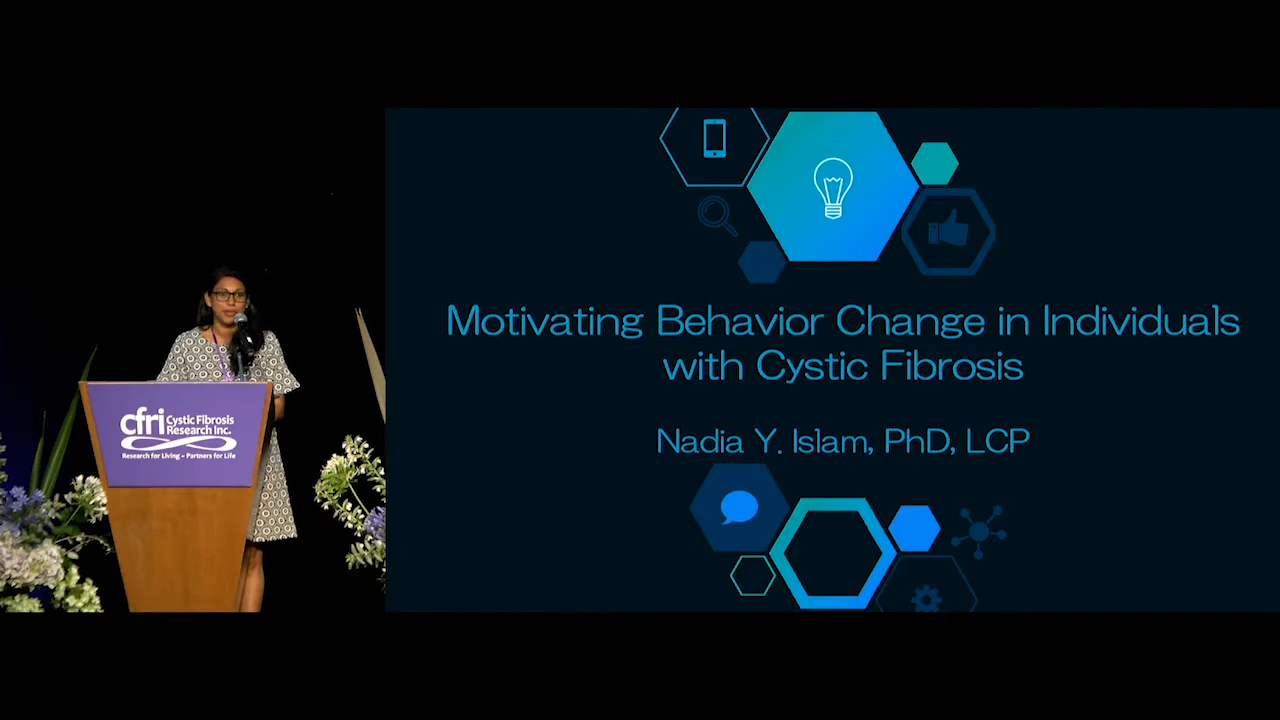 cfri Cystic Fibrosis
Research Inc.
Research for Living – Partners for Life
Motivating Behavior Change in Individuals
with Cystic Fibrosis
Nadia Y. Islam, PhD, LCP